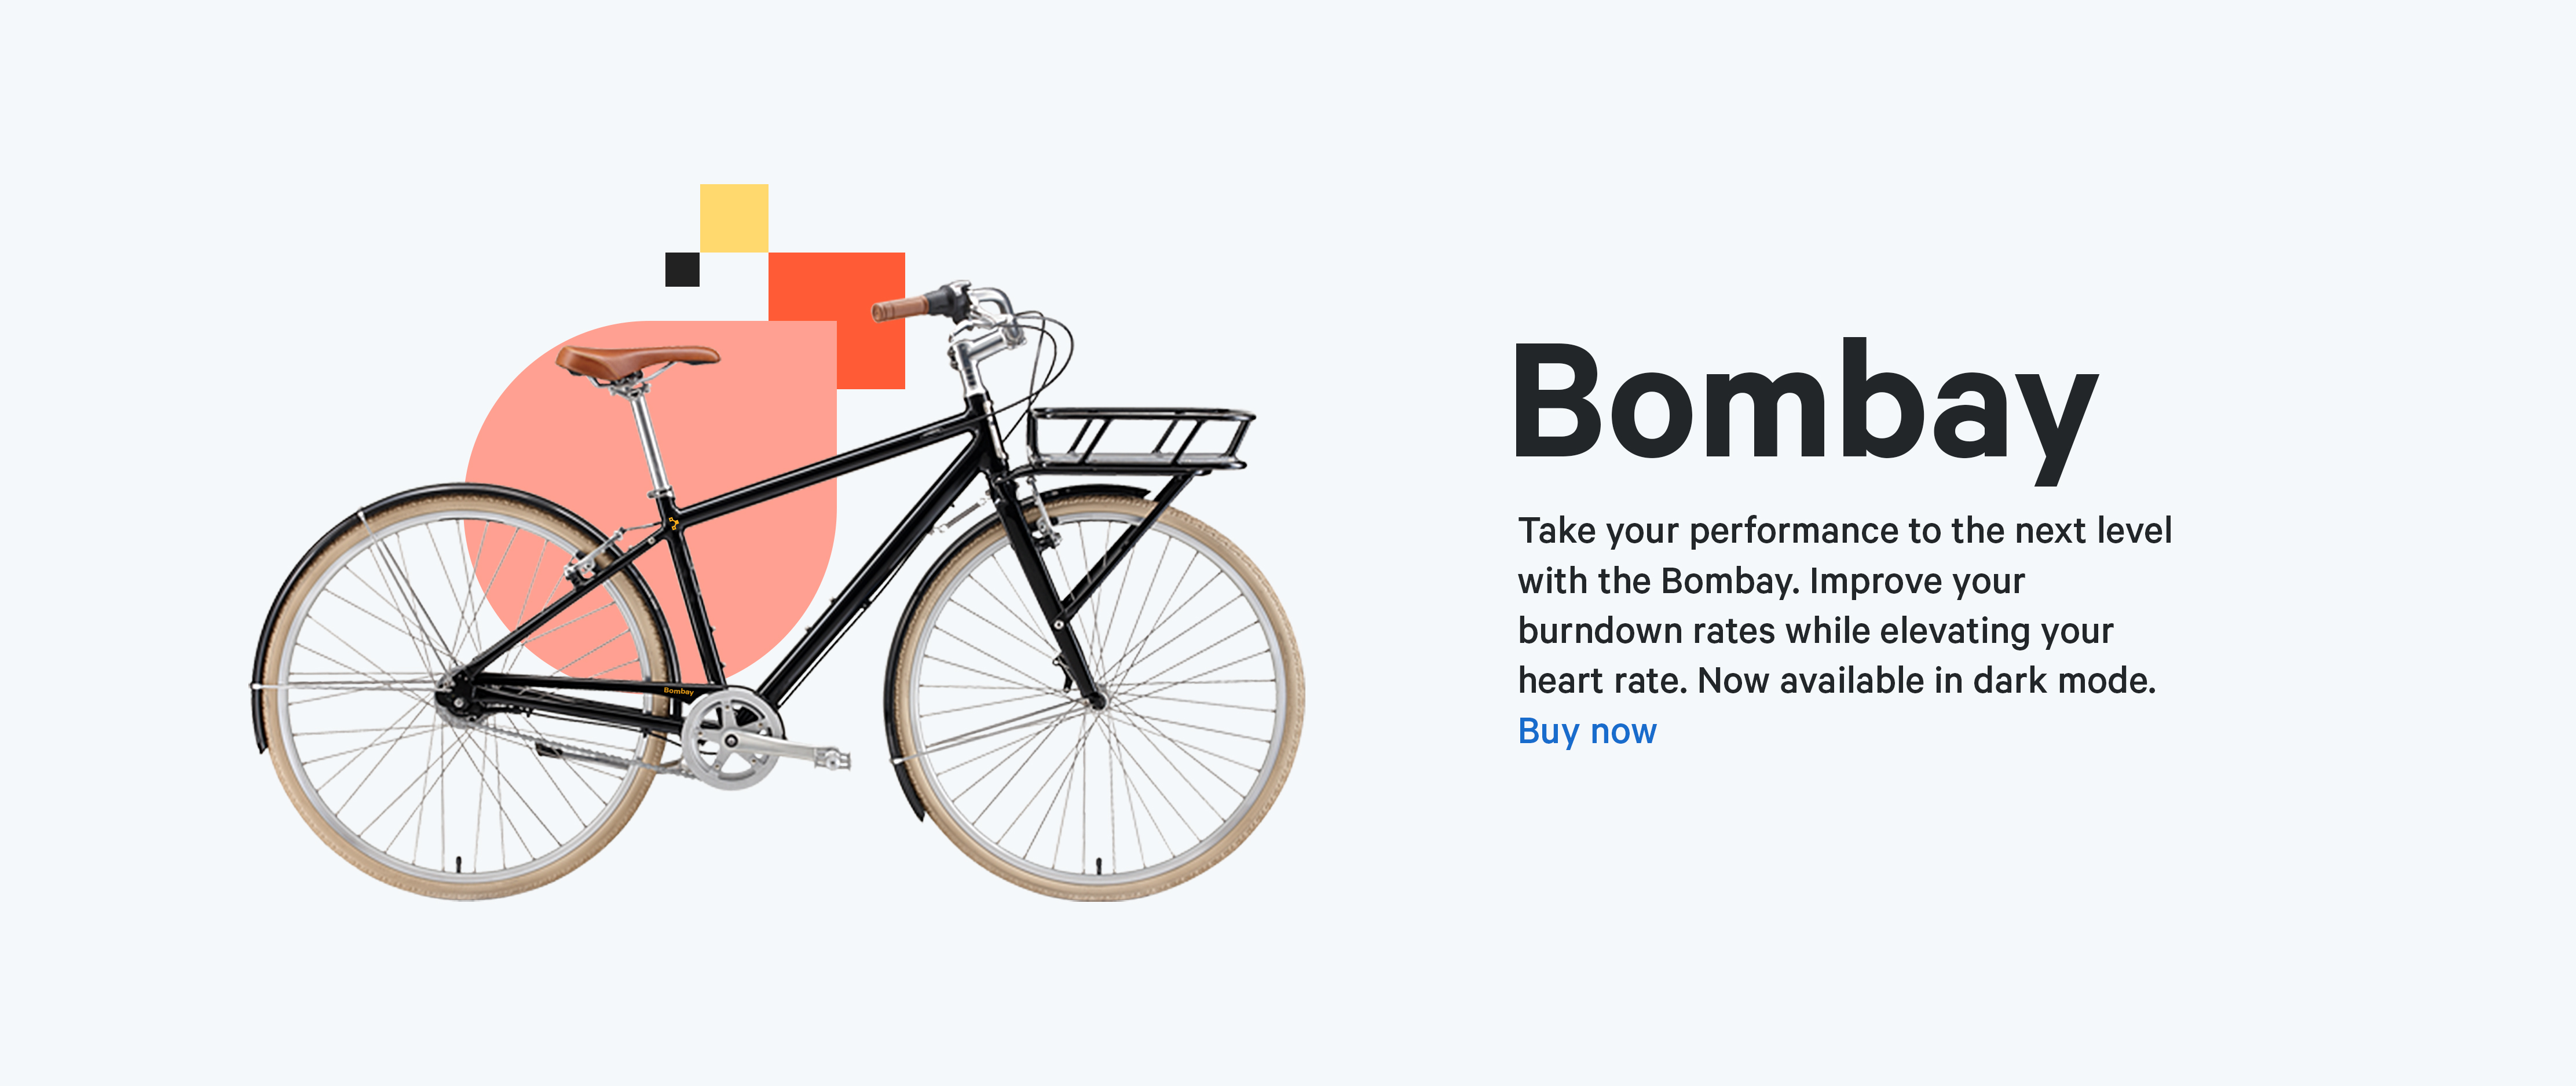 Bombay
Take your performance to the next level
with the Bombay. Improve your
burndown rates while elevating your
heart rate. Now available in dark mode.
Buy now
Bombay